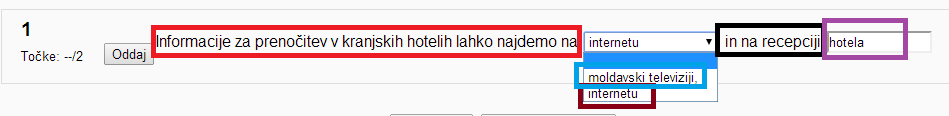 1
Točke: --/2
Oddaj Informacije za prenočitev v kranjskih hotelih lahko najdemo na internetu in na recepciji hotela
moldavski televiziji,
internetu